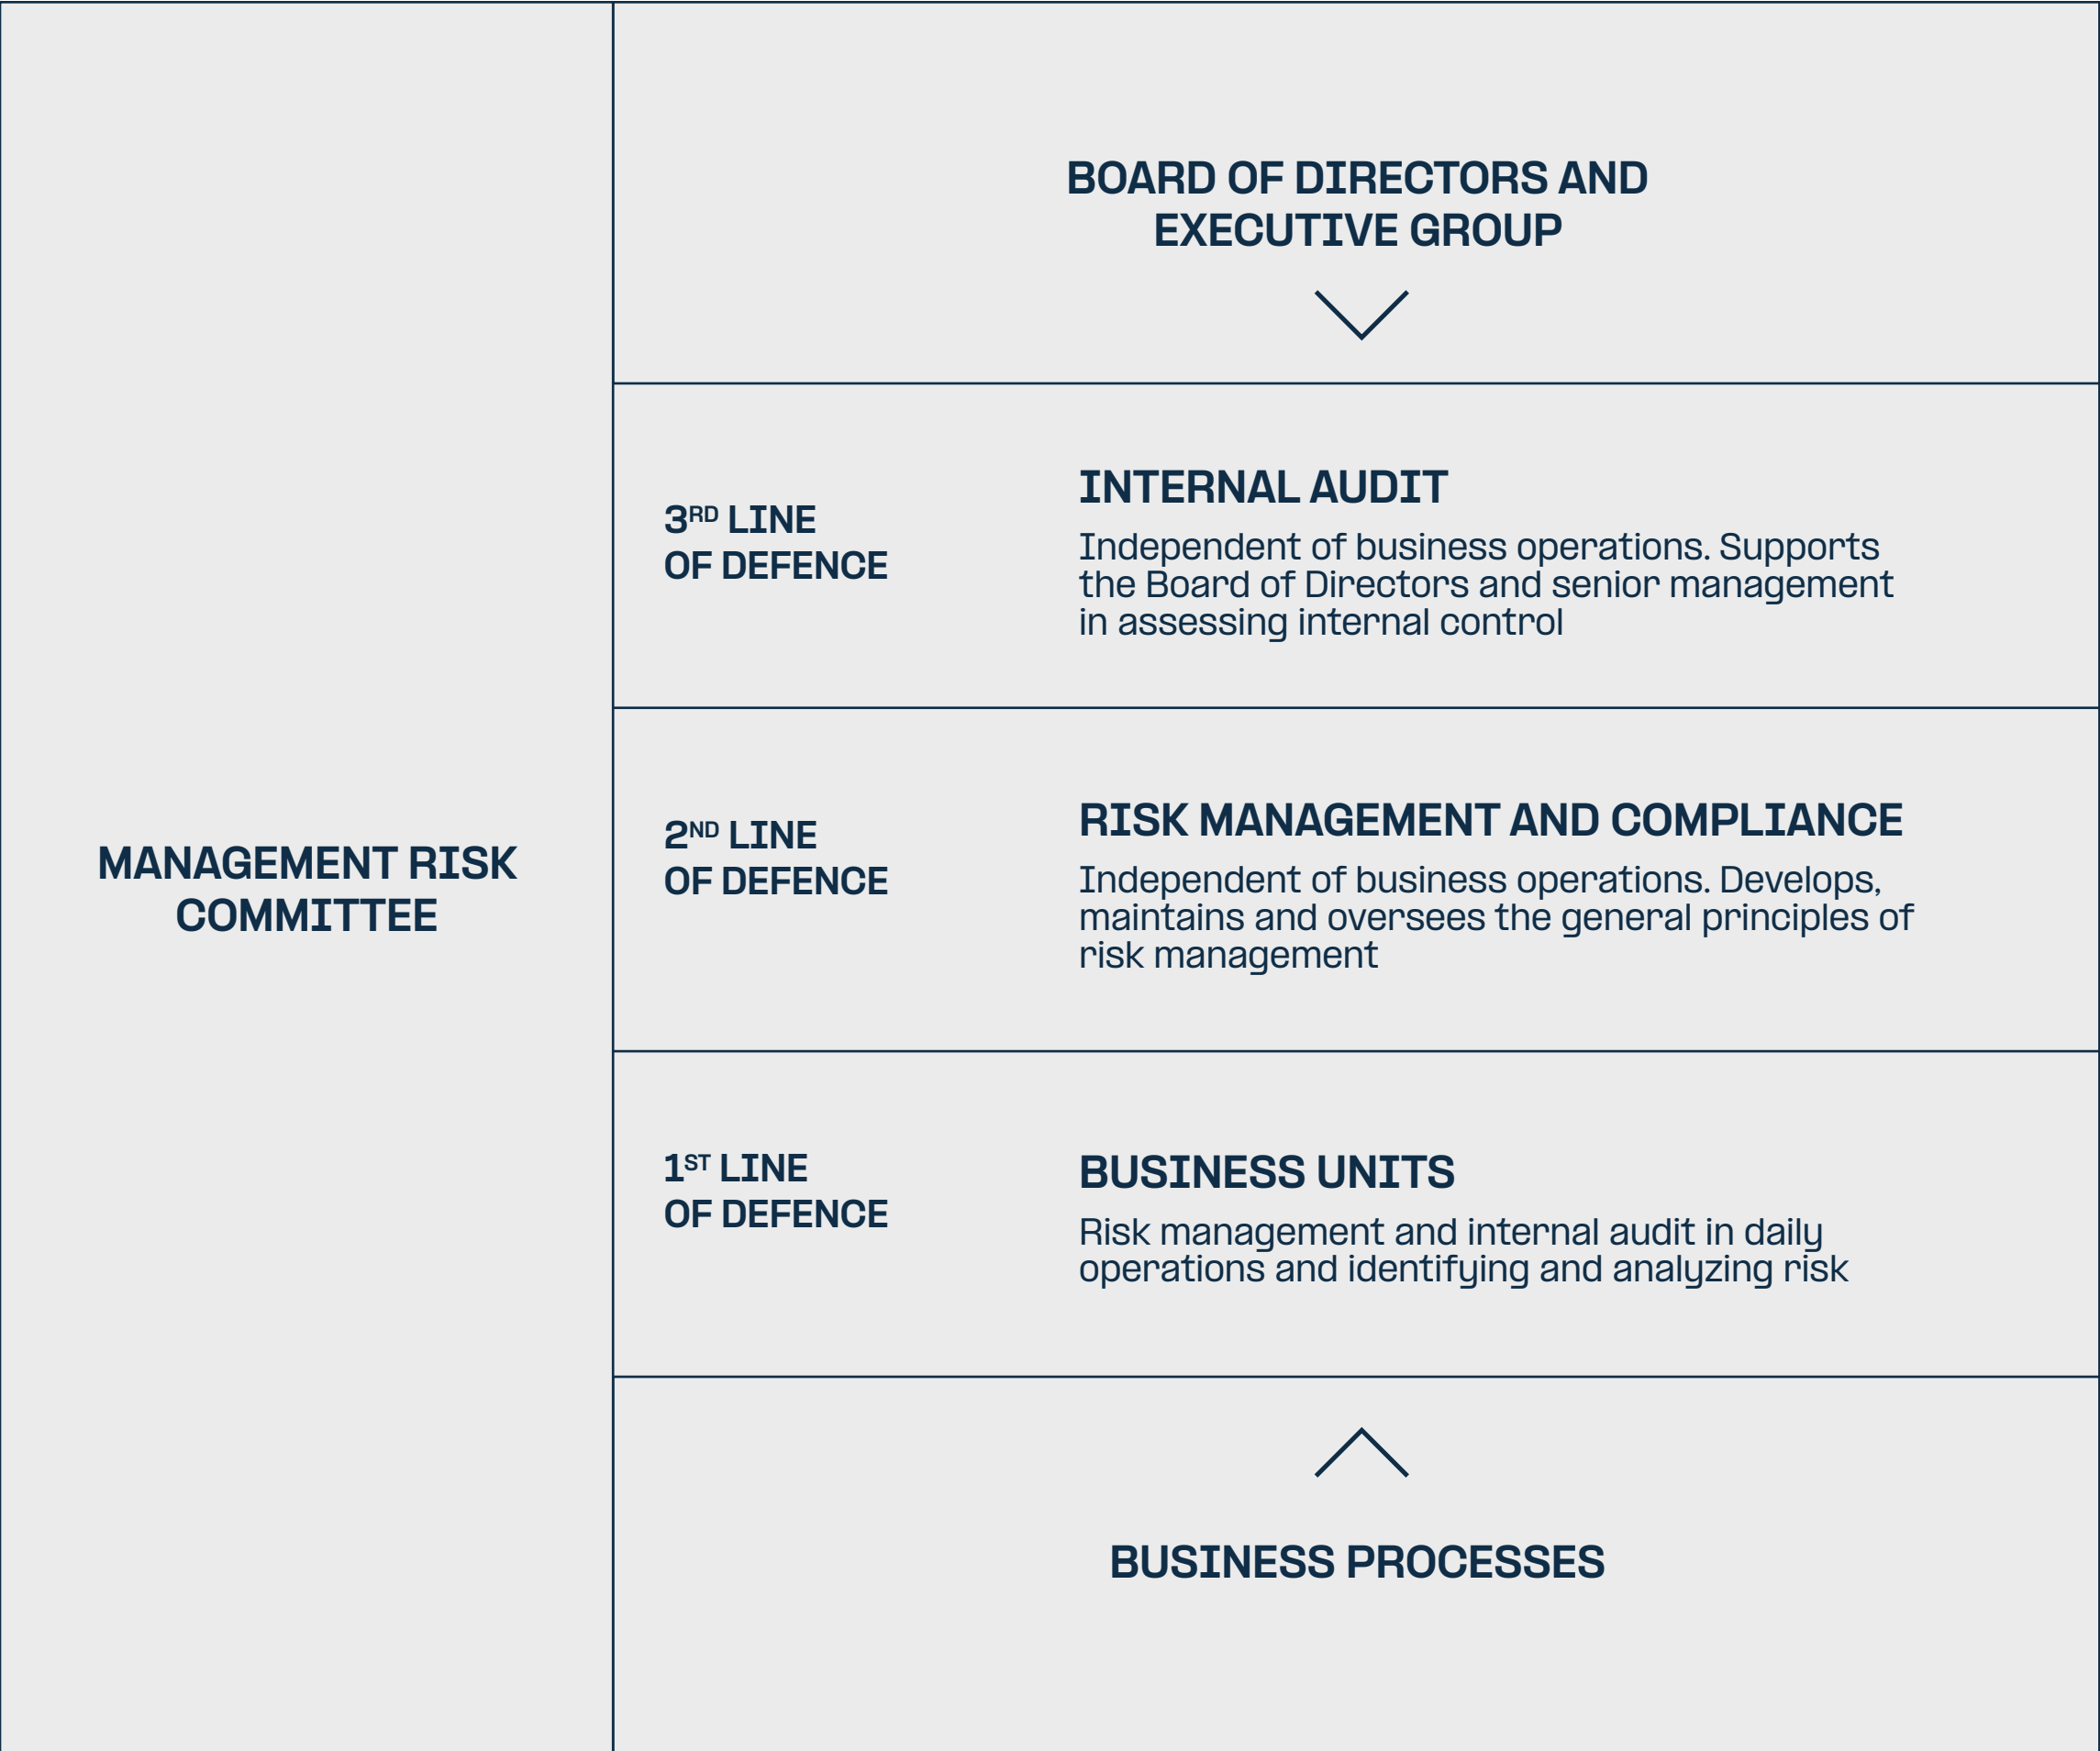 MANAGEMENT RISK
COMMITTEE
BOARD OF DIRECTORS AND
EXECUTIVE GROUP
3RD LINE
OF DEFENCE
INTERNAL AUDIT
Independent of business operations. Supports
the Board of Directors and senior management
in assessing internal control
2ND LINE
OF DEFENCE
RISK MANAGEMENT AND COMPLIANCE
Independent of business operations. Develops,
maintains and oversees the general principles of
risk management
1ST LINE
OF DEFENCE
BUSINESS UNITS
Risk management and internal audit in daily
operations and identifying and analyzing risk
BUSINESS PROCESSES